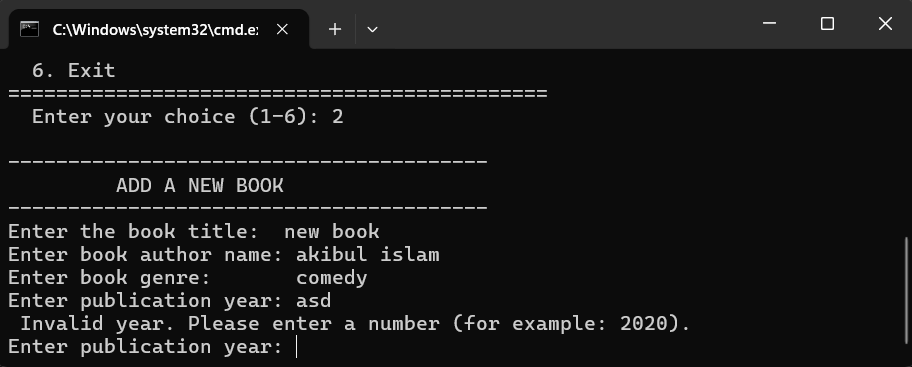 C:\Windows\system32\cmd.e
6. Exit
=============================================
Enter your choice (1-6): 2
----------------------------------------
ADD A NEW BOOK
----------------------------------------
Enter the book title:  new book
Enter book author name: akibul islam
Enter book genre:       comedy
Enter publication year: asd
 Invalid year. Please enter a number (for example: 2020).
Enter publication year: